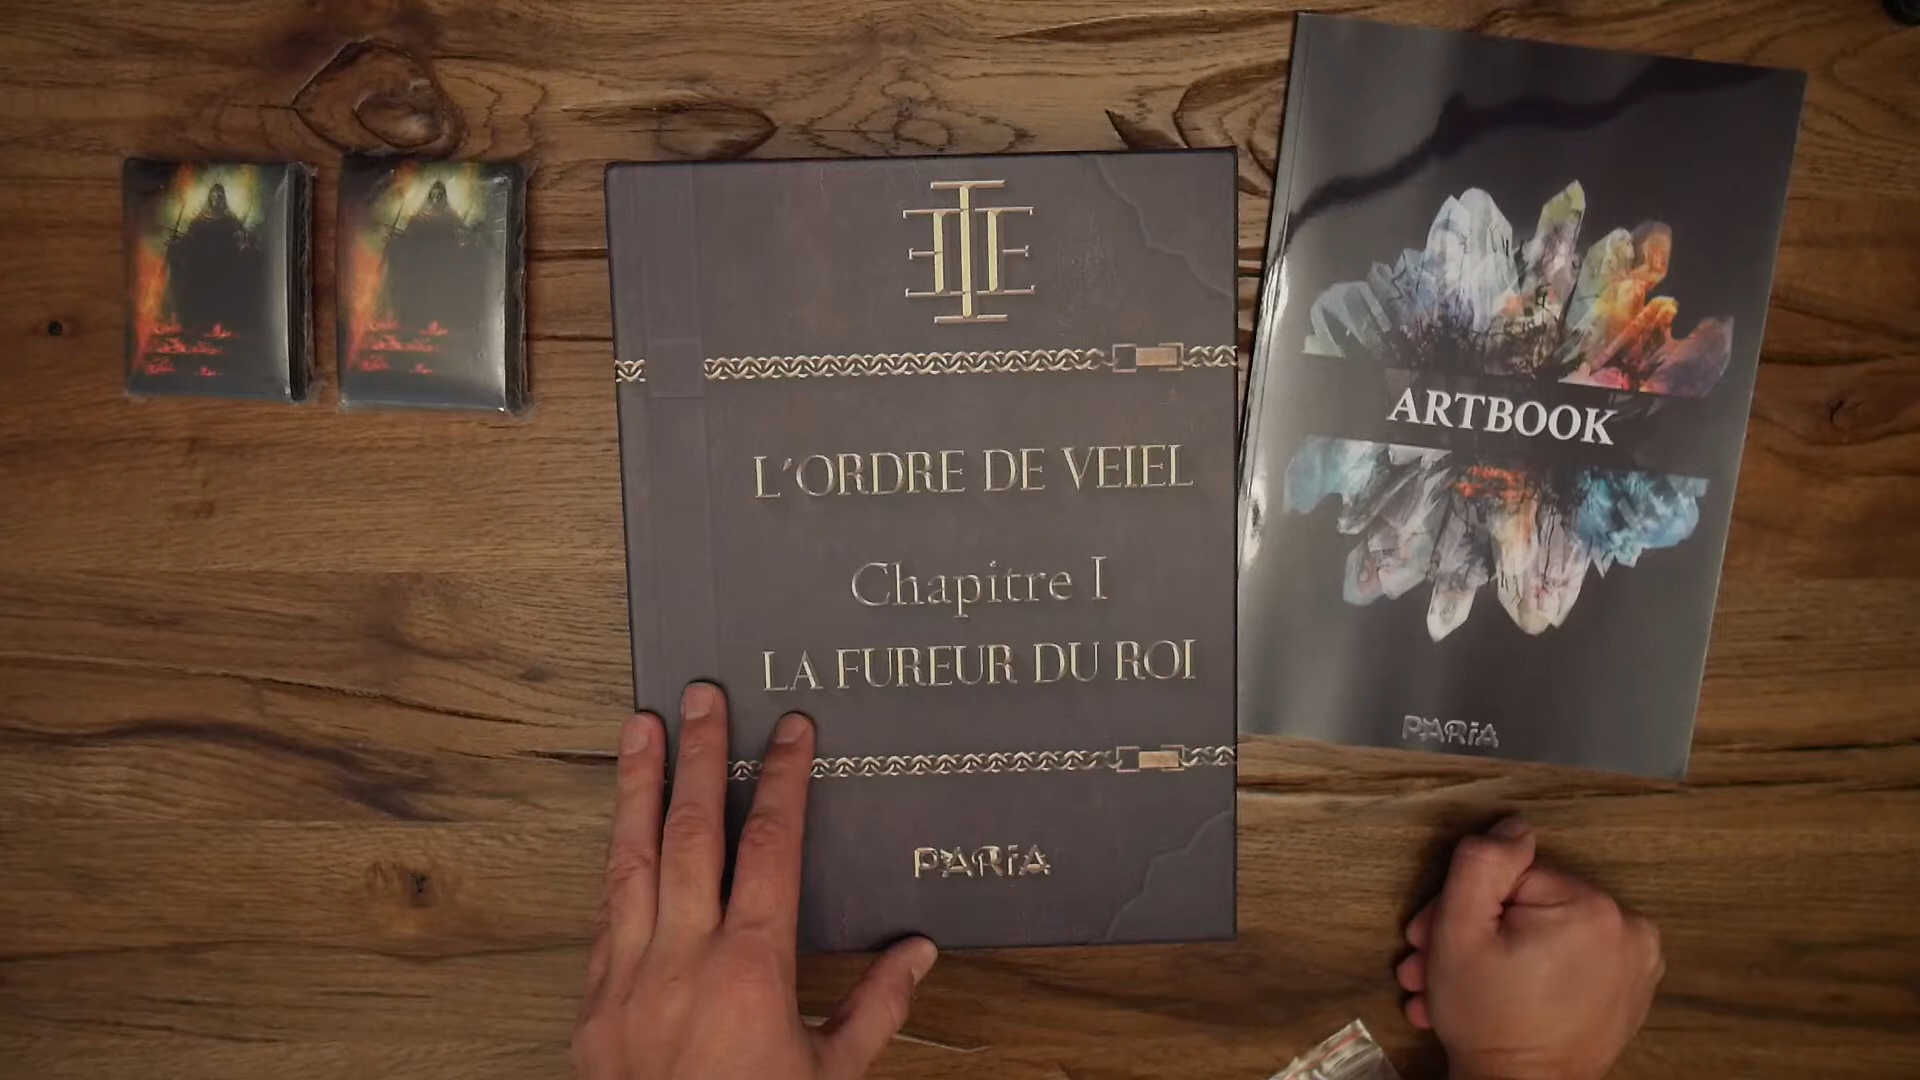 L'ORDRE DE VEIEL
Chapitre I
LA FUREUR DU ROI
PARiA
ARTBOOK
PARiA